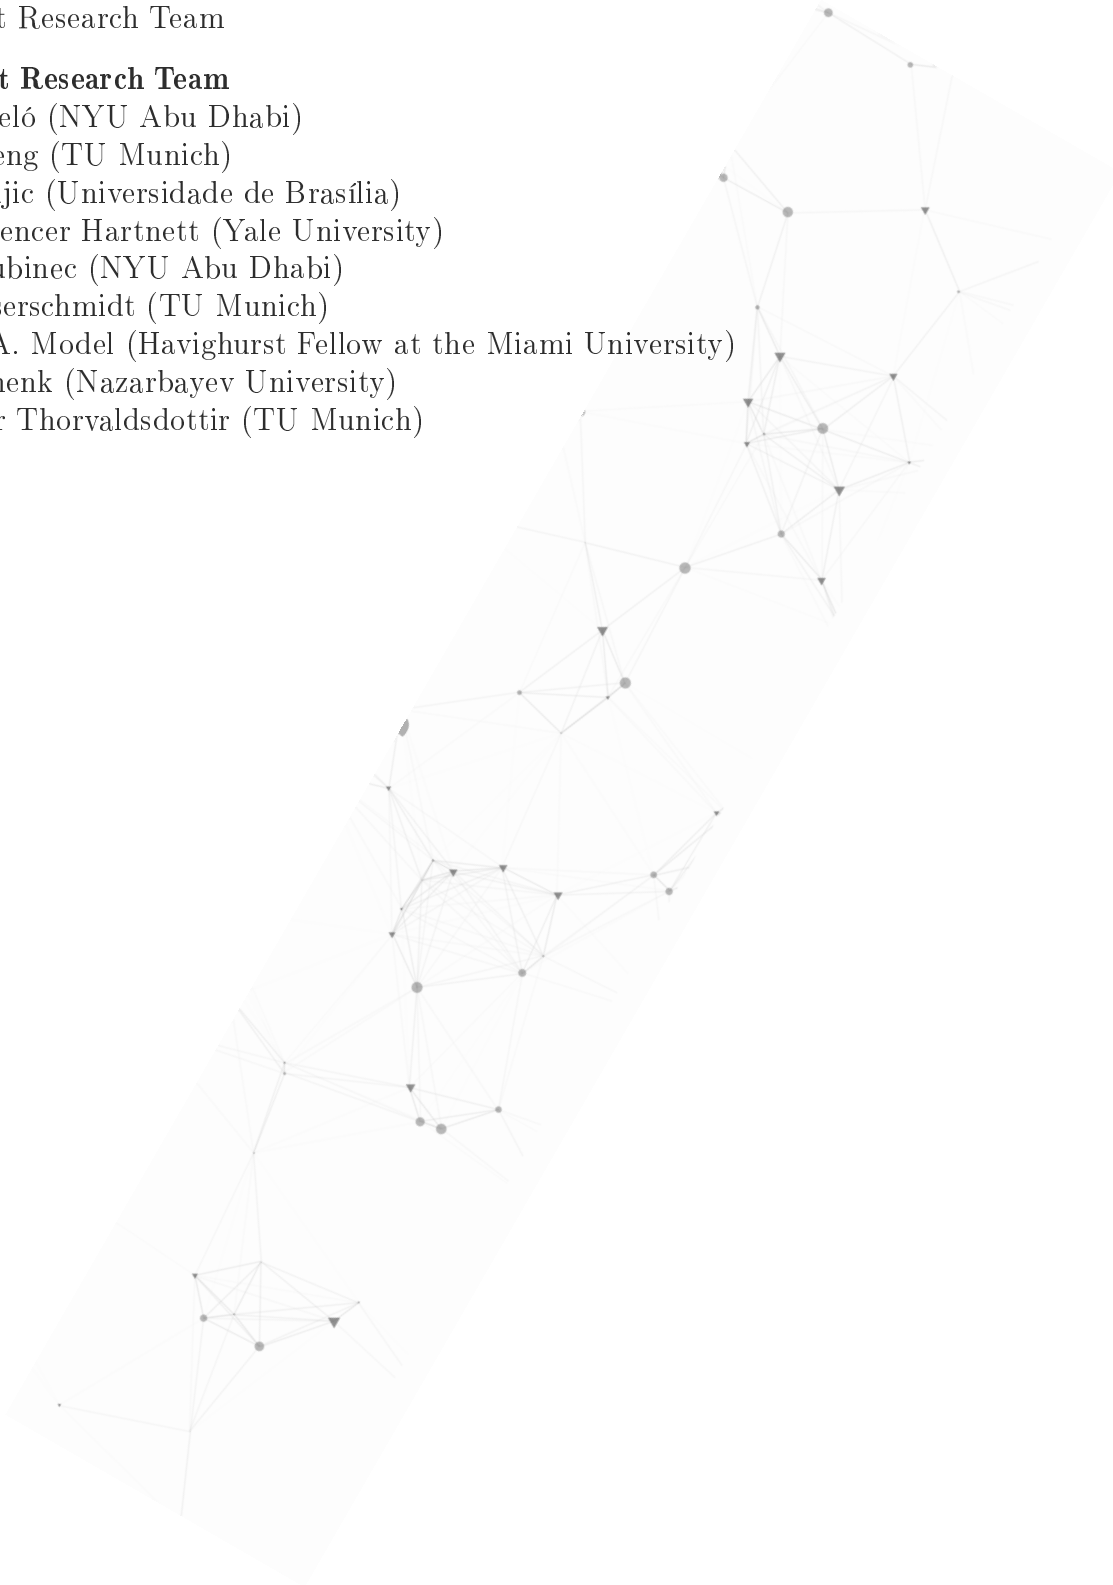 t Research Team
t Research Team
eló (NYU Abu Dhabi)
eng (TU Munich)
jic (Universidade de Brasília)
encer Hartnett (Yale University)
ubinec (NYU Abu Dhabi)
serschmidt (TU Munich)
A. Model (Havighurst Fellow at the Miami University)
henk (Nazarbayev University)
r Thorvaldsdottir (TU Munich)